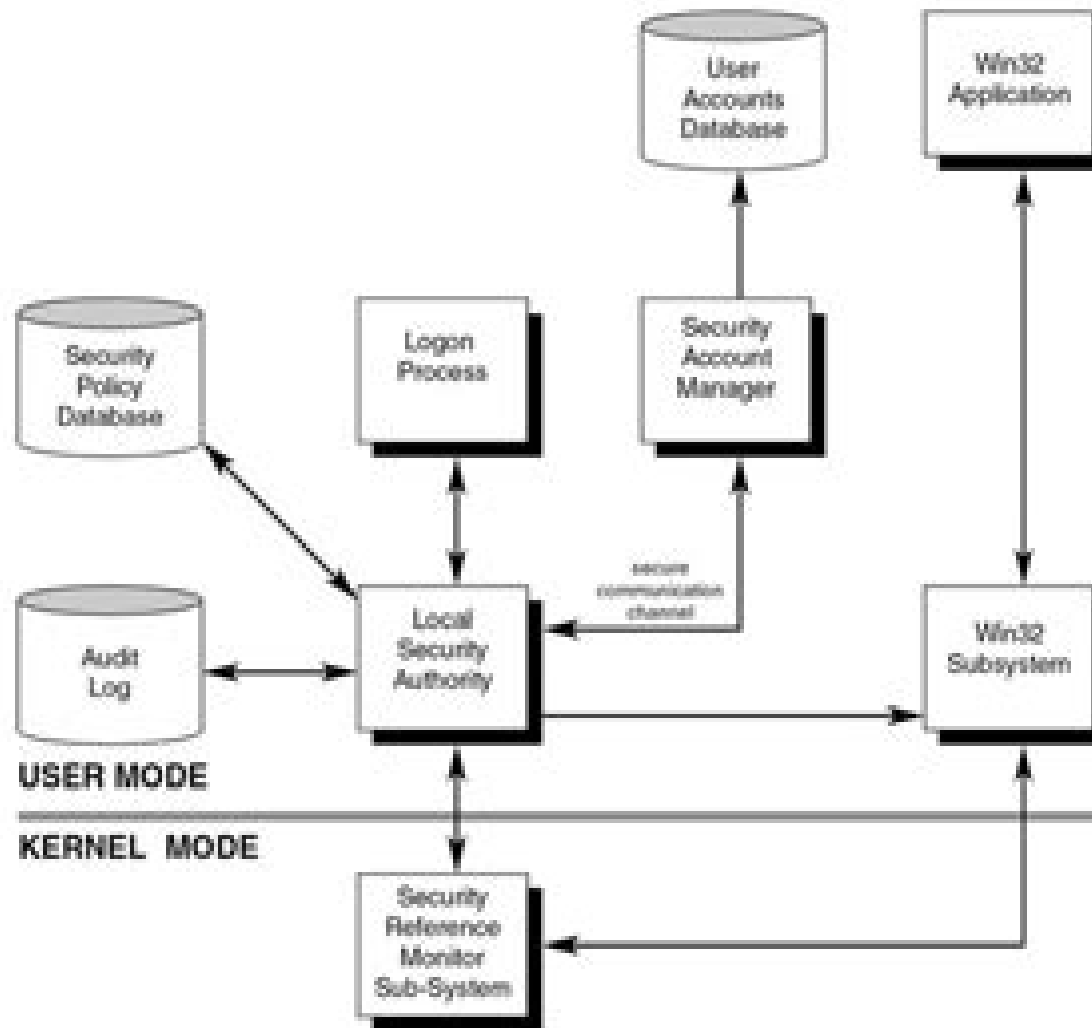 User
Accounts
Database
Win32
Application
Security
Policy
Database
Logon
Process
Security
Account
Manager
secure
communication
channel
Audit
Log
Local
Security
Authority
Win32
Subsystem
USER MODE
KERNEL MODE
Security
Reference
Monitor
Sub-System